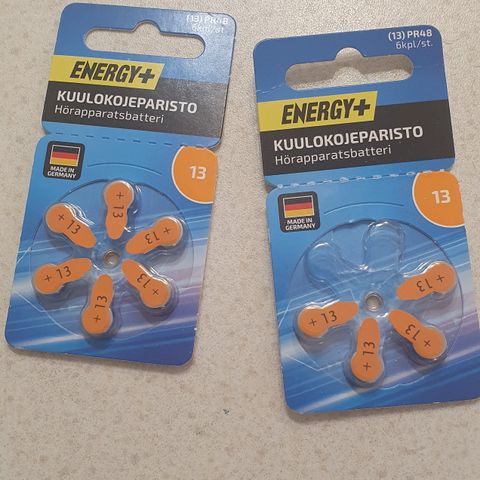 (13) PR48
6kpl/st.
ENERGY+
KUULOKOJEPARISTO
Hörapparatsbatteri
MADE IN
GERMANY
13
+ 13
+ 13
+ 13
+ 13
+ 13
+ 13
(13) PR48
6kpl/st.
ENERGY+
KUULOKOJEPARISTO
Hörapparatsbatteri
MADE IN
GERMANY
13
+ 13
+ 13
+ 13
+ 13